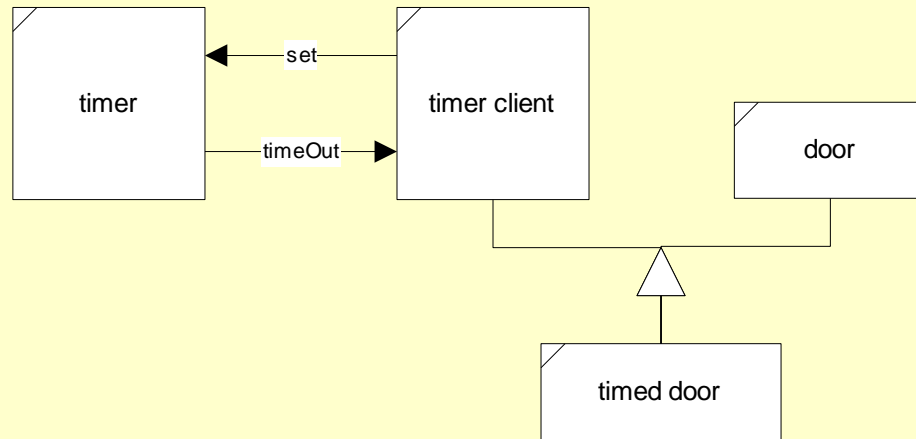 set
timer
timer client
timeOut
door
timed door